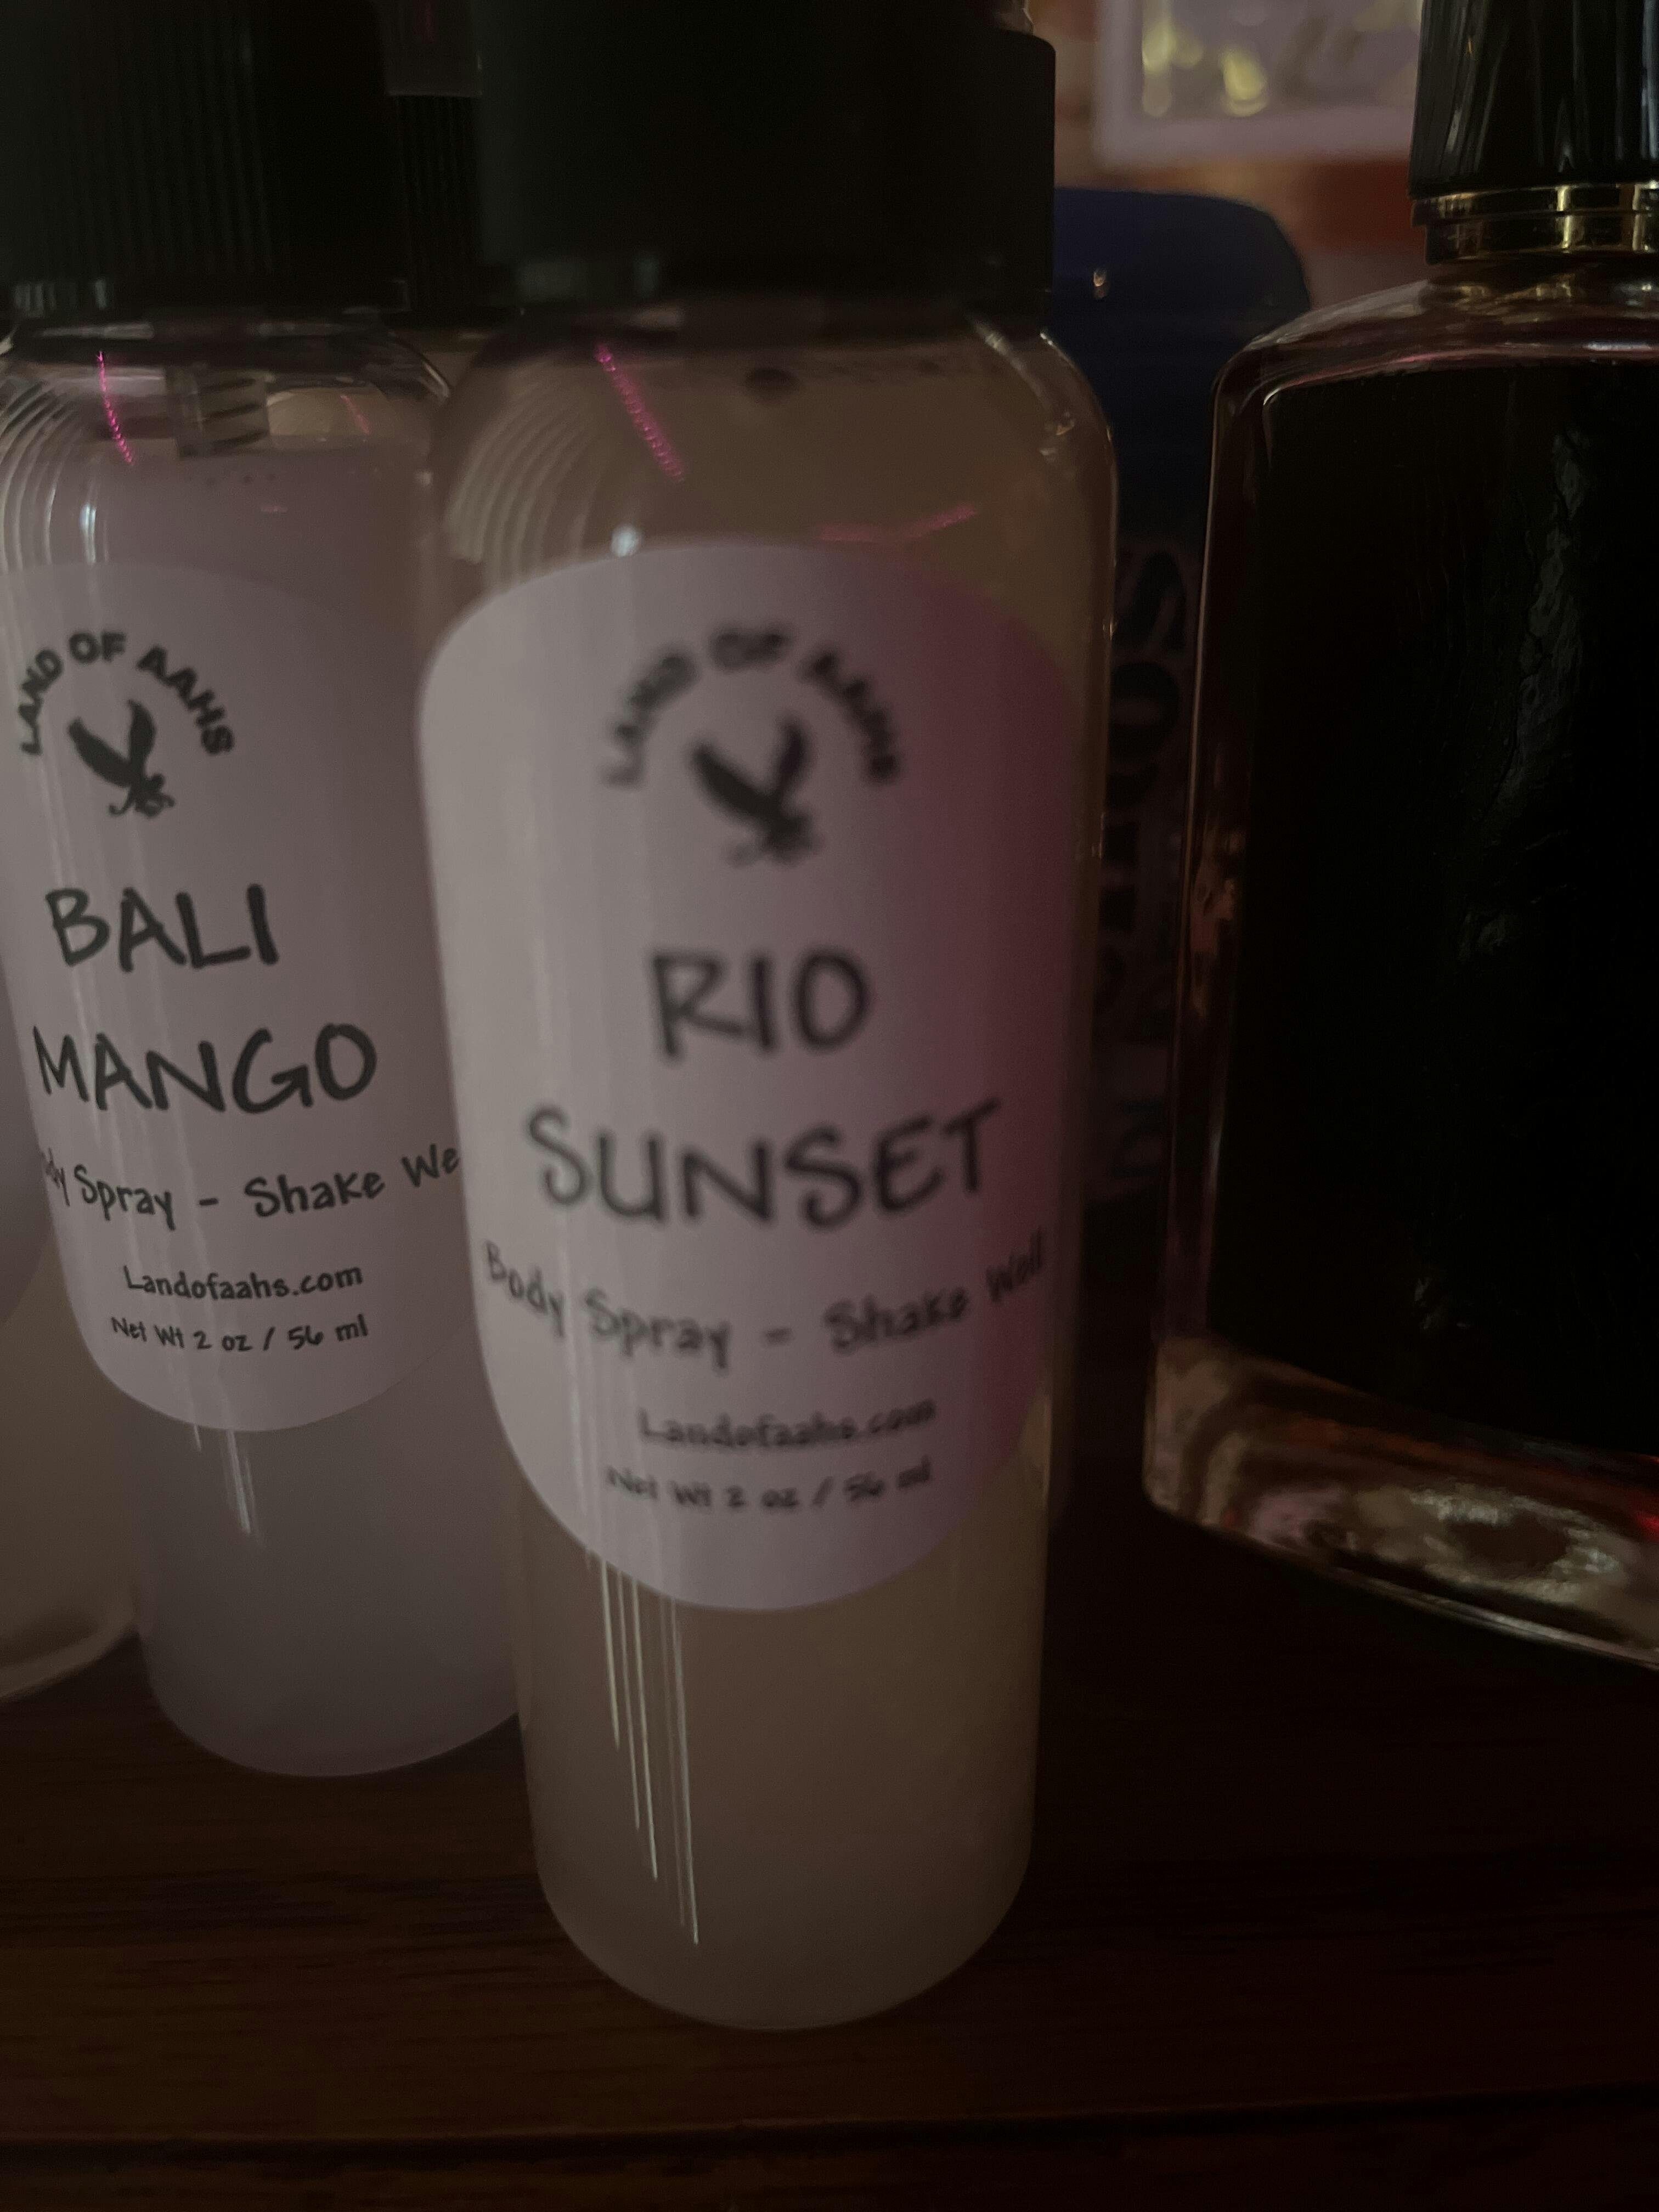 LAND OF AAHS
BALI
MANGO
Spray - Shake We
Landofaahs.com
Net Wt 2 oz / 56 ml
LAND OF AAHS
RIO
SUNSET
Body Spray - Shake Well
Landofaahs.com
Net Wt 2 oz / 56 ml